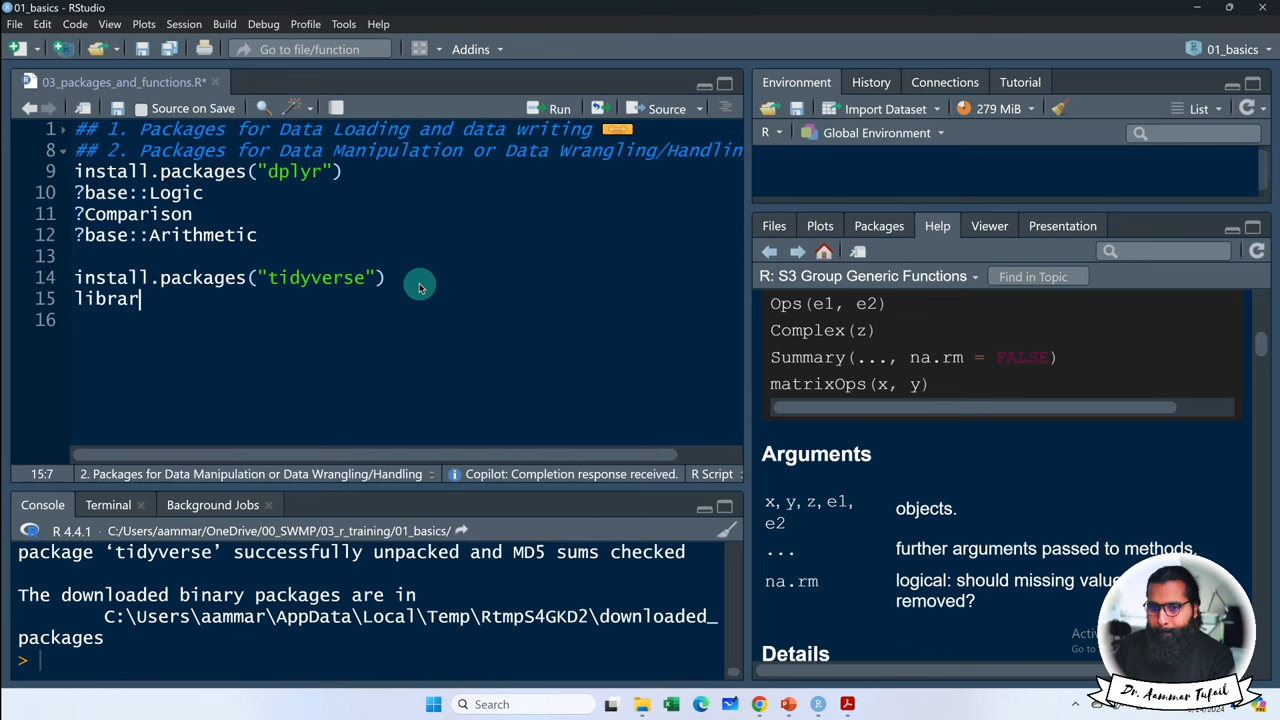 01_basics - RStudio
File Edit Code View Plots Session Build Debug Profile Tools Help
Go to file/function Addins 01_basics
03_packages_and_functions.R*
Source on Save Run Source
1 ## 1. Packages for Data Loading and data writing
8 ## 2. Packages for Data Manipulation or Data Wrangling/Handlin
9 install.packages("dplyr")
10 ?base::Logic
11 ?Comparison
12 ?base::Arithmetic
13
14 install.packages("tidyverse")
15 librar
16
15:7 2. Packages for Data Manipulation or Data Wrangling/Handling Copilot: Completion response received. R Script
Console Terminal Background Jobs
R 4.4.1 · C:/Users/aammar/OneDrive/00_SWMP/03_r_training/01_basics/
package ‘tidyverse’ successfully unpacked and MD5 sums checked
The downloaded binary packages are in
C:\Users\aammar\AppData\Local\Temp\RtmpS4GKD2\downloaded_
packages
>
Environment History Connections Tutorial
Import Dataset 279 MiB List
R Global Environment
Files Plots Packages Help Viewer Presentation
R: S3 Group Generic Functions Find in Topic
Ops(e1, e2)
Complex(z)
Summary(..., na.rm = FALSE)
matrixOps(x, y)
Arguments
x, y, z, e1,
e2
objects.
... further arguments passed to methods.
na.rm logical: should missing value
removed?
Details
Dr. Aammar Tufail
Search